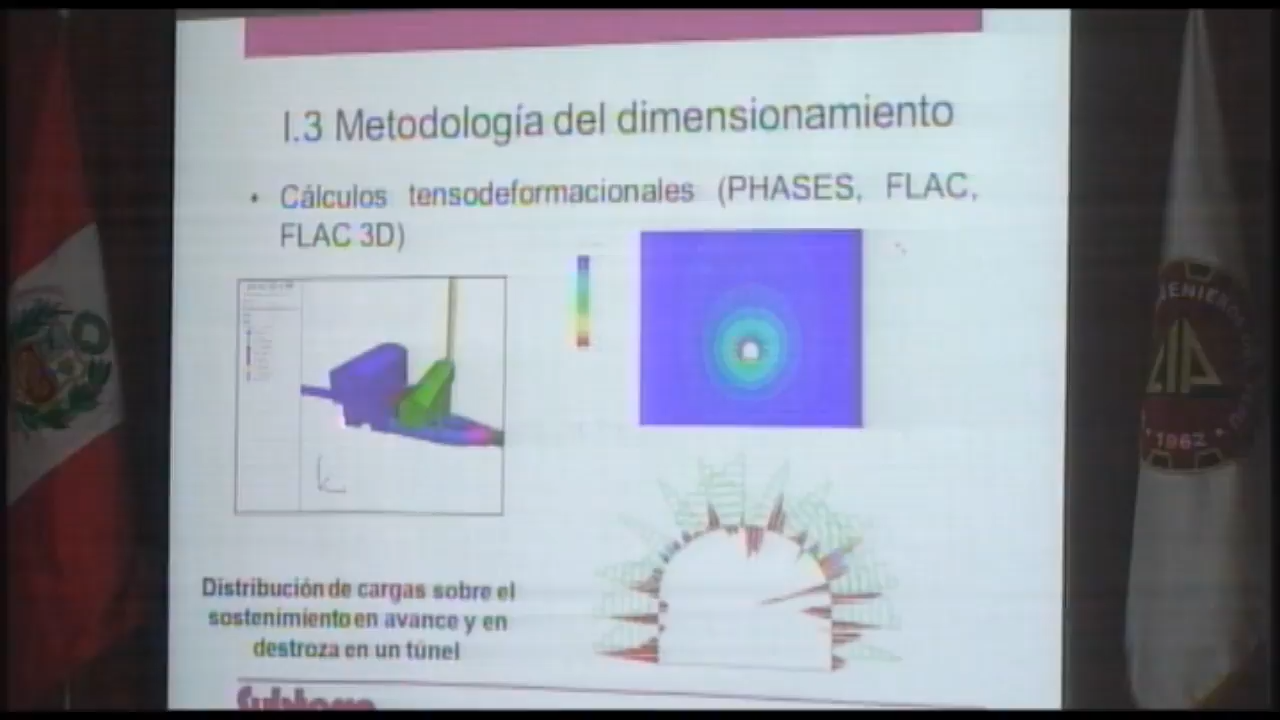 I.3 Metodología del dimensionamiento
• Cálculos tensodeformacionales (PHASES, FLAC,
FLAC 3D)
Distribución de cargas sobre el
sostenimiento en avance y en
destroza en un túnel
1962